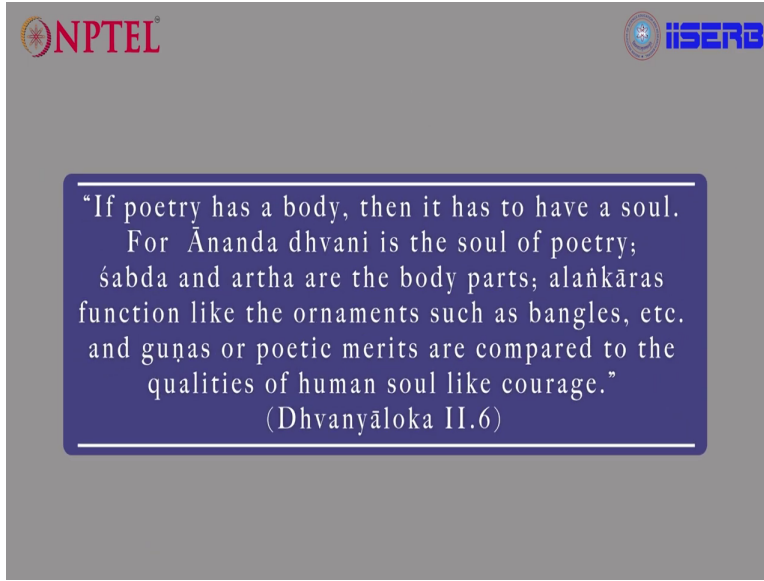 NPTEL
IISERB
“If poetry has a body, then it has to have a soul.
For Ānanda dhvani is the soul of poetry;
śabda and artha are the body parts; alaṅkāras
function like the ornaments such as bangles, etc.
and guṇas or poetic merits are compared to the
qualities of human soul like courage.”
(Dhvanyāloka II.6)